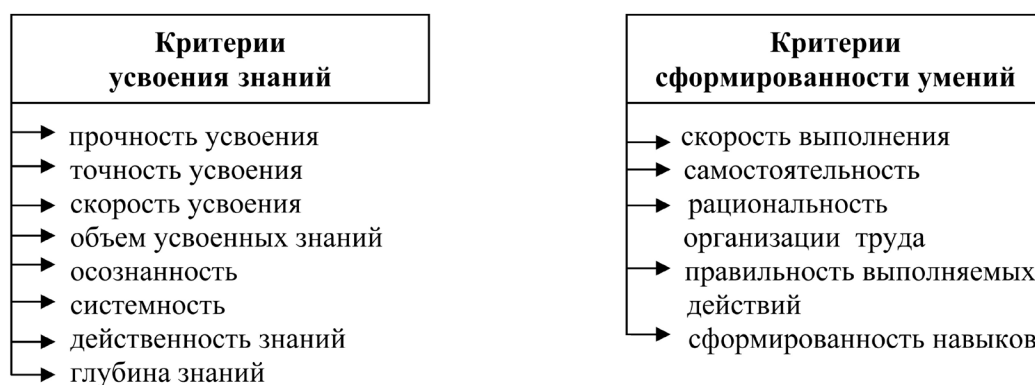 Критерии
усвоения знаний
прочность усвоения
точность усвоения
скорость усвоения
объем усвоенных знаний
осознанность
системность
действенность знаний
глубина знаний
Критерии
сформированности умений
скорость выполнения
самостоятельность
рациональность
организации труда
правильность выполняемых
действий
сформированность навыков